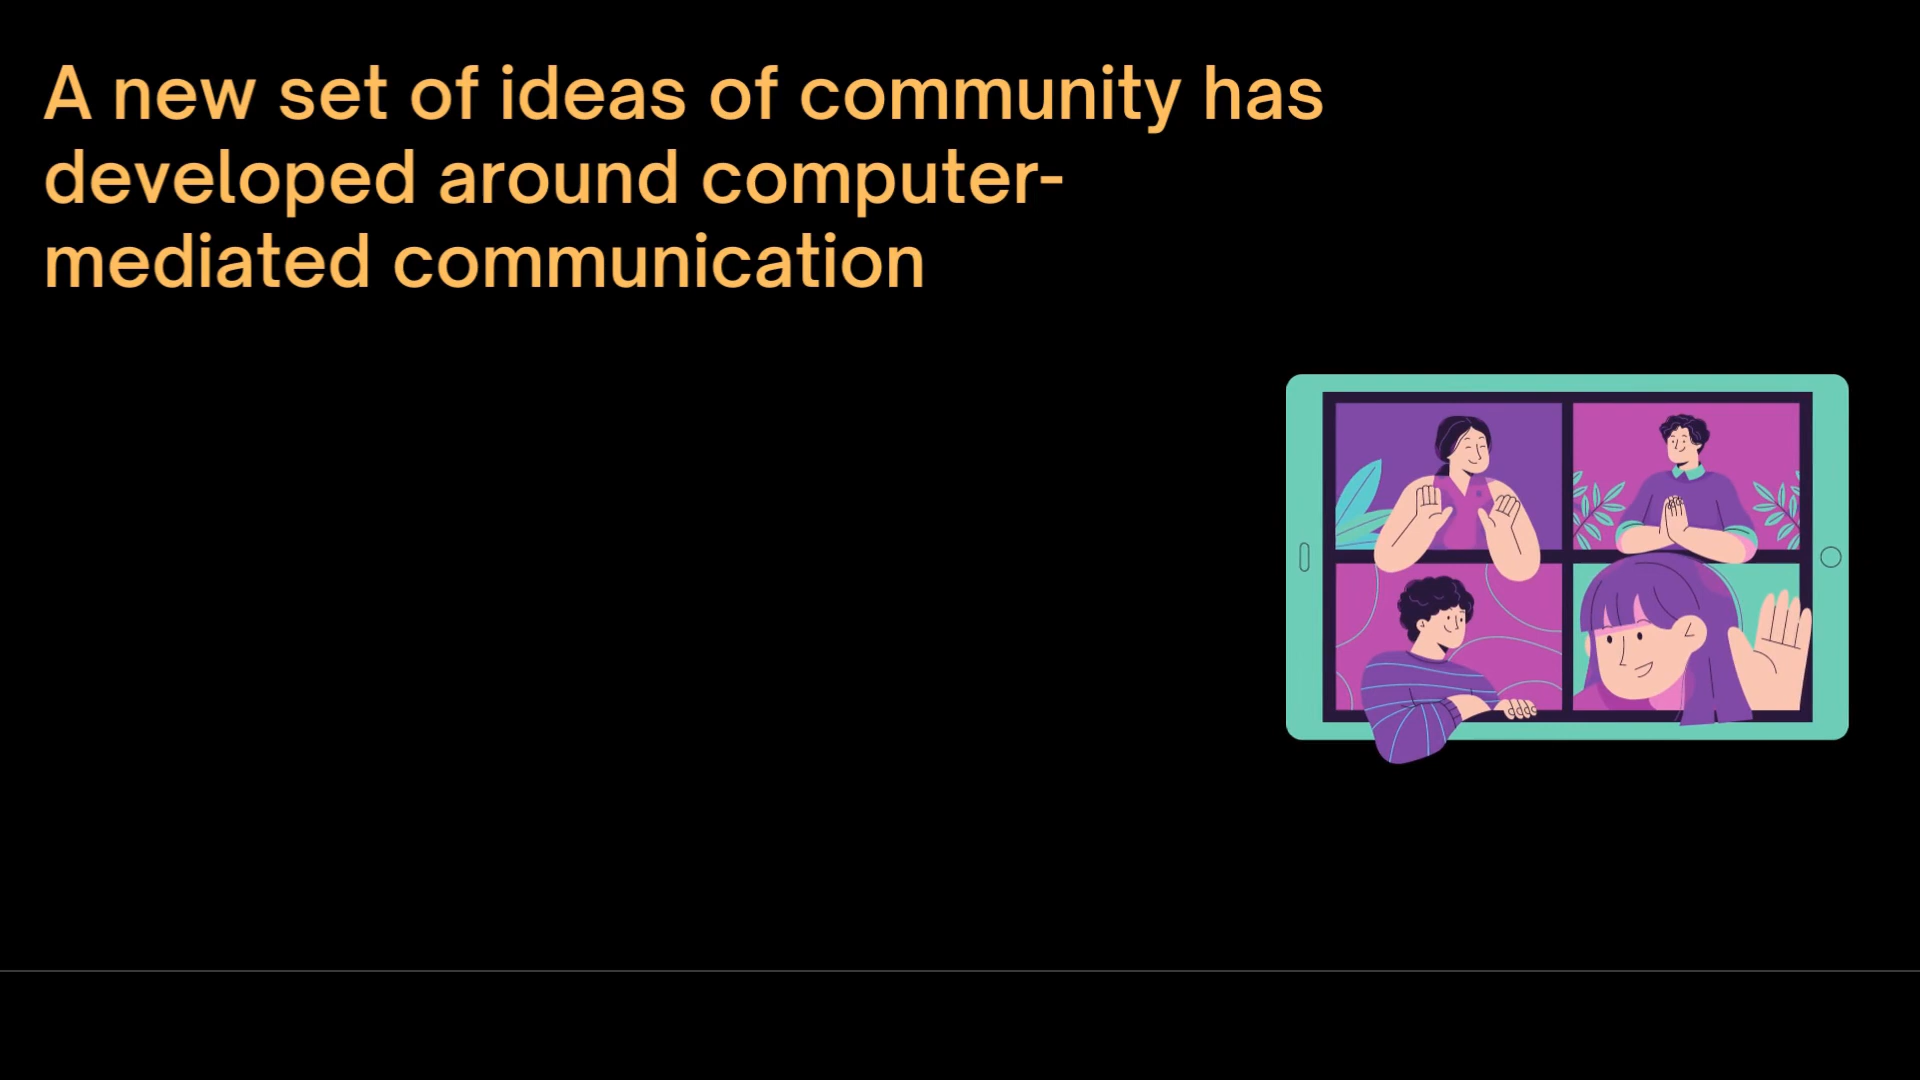 A new set of ideas of community has
developed around computer-
mediated communication